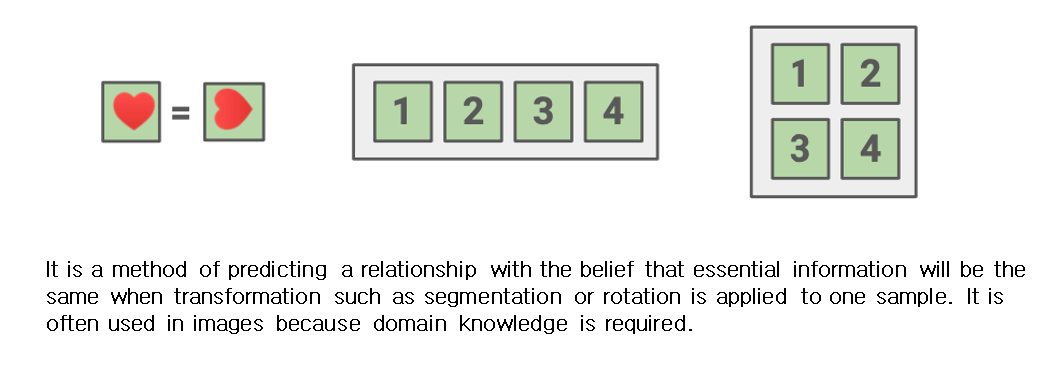 =
1 2 3 4
1 2
3 4
It is a method of predicting a relationship with the belief that essential information will be the
same when transformation such as segmentation or rotation is applied to one sample. It is
often used in images because domain knowledge is required.